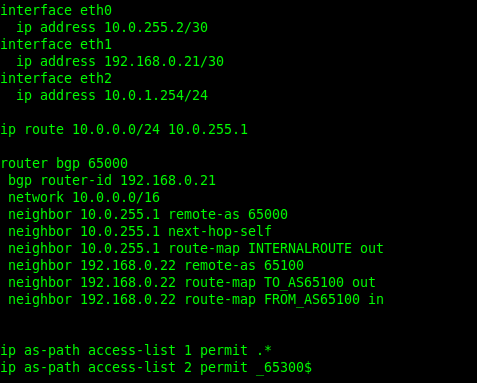 interface eth0
ip address 10.0.255.2/30
interface eth1
ip address 192.168.0.21/30
interface eth2
ip address 10.0.1.254/24
ip route 10.0.0.0/24 10.0.255.1
router bgp 65000
bgp router-id 192.168.0.21
network 10.0.0.0/16
neighbor 10.0.255.1 remote-as 65000
neighbor 10.0.255.1 next-hop-self
neighbor 10.0.255.1 route-map INTERNALROUTE out
neighbor 192.168.0.22 remote-as 65100
neighbor 192.168.0.22 route-map TO_AS65100 out
neighbor 192.168.0.22 route-map FROM_AS65100 in
ip as-path access-list 1 permit .*
ip as-path access-list 2 permit _65300$